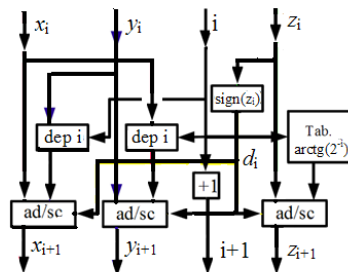 xᵢ yᵢ i zᵢ
sign(zᵢ)
dep i dep i Tab.
arctg(2⁻ⁱ)
dᵢ
+1
ad/sc ad/sc ad/sc
xᵢ₊₁ yᵢ₊₁ i+1 zᵢ₊₁